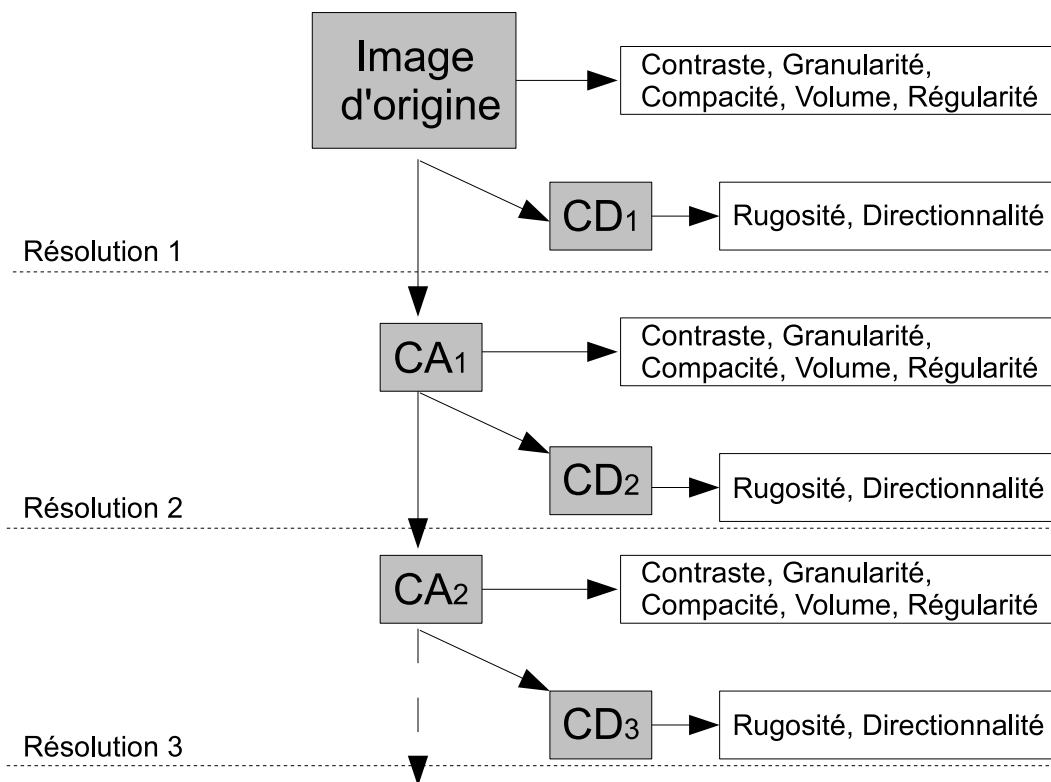 Image
d'origine
Contraste, Granularité,
Compacité, Volume, Régularité
CD1
Rugosité, Directionnalité
Résolution 1
CA1
Contraste, Granularité,
Compacité, Volume, Régularité
CD2
Rugosité, Directionnalité
Résolution 2
CA2
Contraste, Granularité,
Compacité, Volume, Régularité
CD3
Rugosité, Directionnalité
Résolution 3